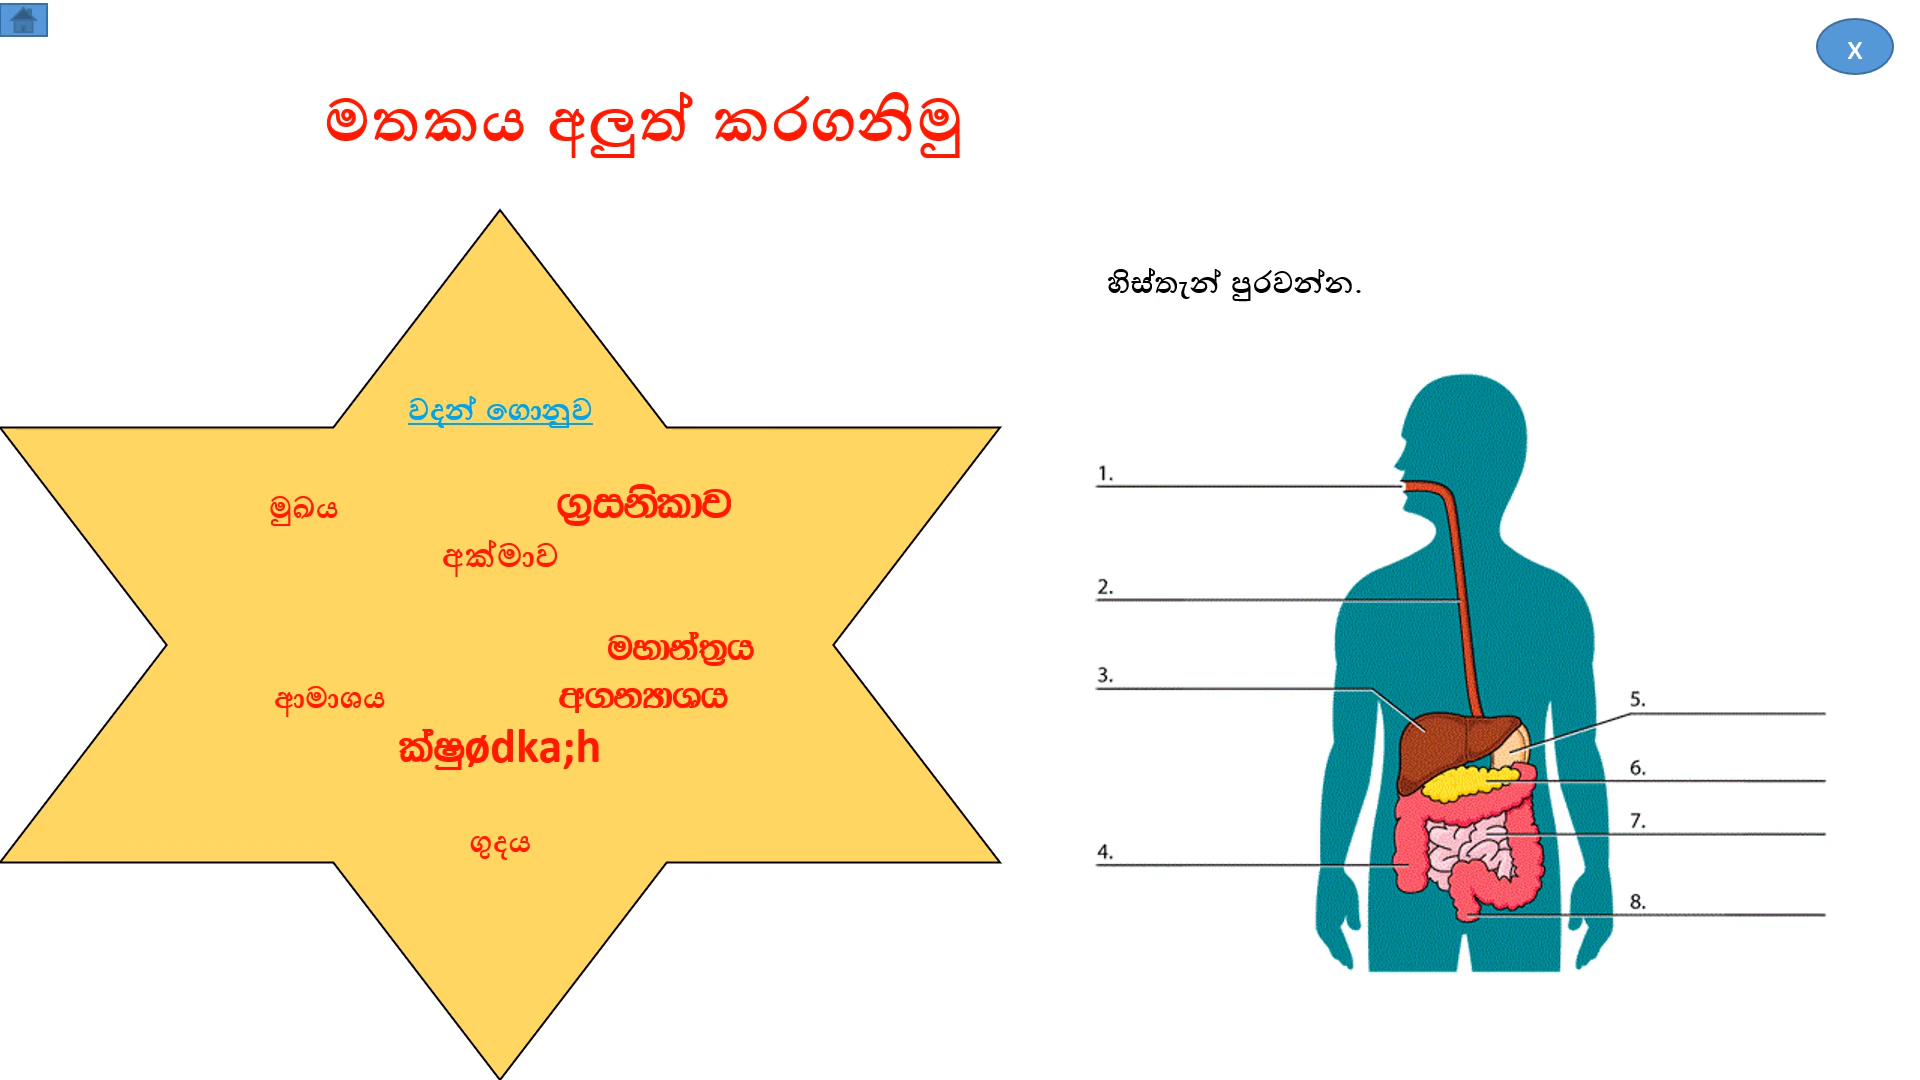 X
මතකය අලුත් කරගනිමු
වදන් ගොනුව
මුඛය ග්‍රසනිකාව
අක්මාව
මහාන්ත්‍රය
ආමාශය අග්න්‍යාශය
ක්ෂුødka;h
ගුදය
හිස්තැන් පුරවන්න.
1.
2.
3.
4.
5.
6.
7.
8.